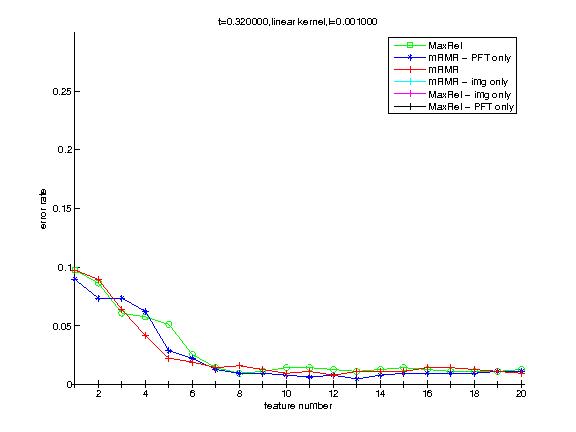 t=0.320000,linear kernel,l=0.001000
MaxRel
mRMR - PFT only
mRMR
mRMR - img only
MaxRel - img only
MaxRel - PFT only
0.25
0.2
0.15
0.1
0.05
0
error rate
2 4 6 8 10 12 14 16 18 20
feature number